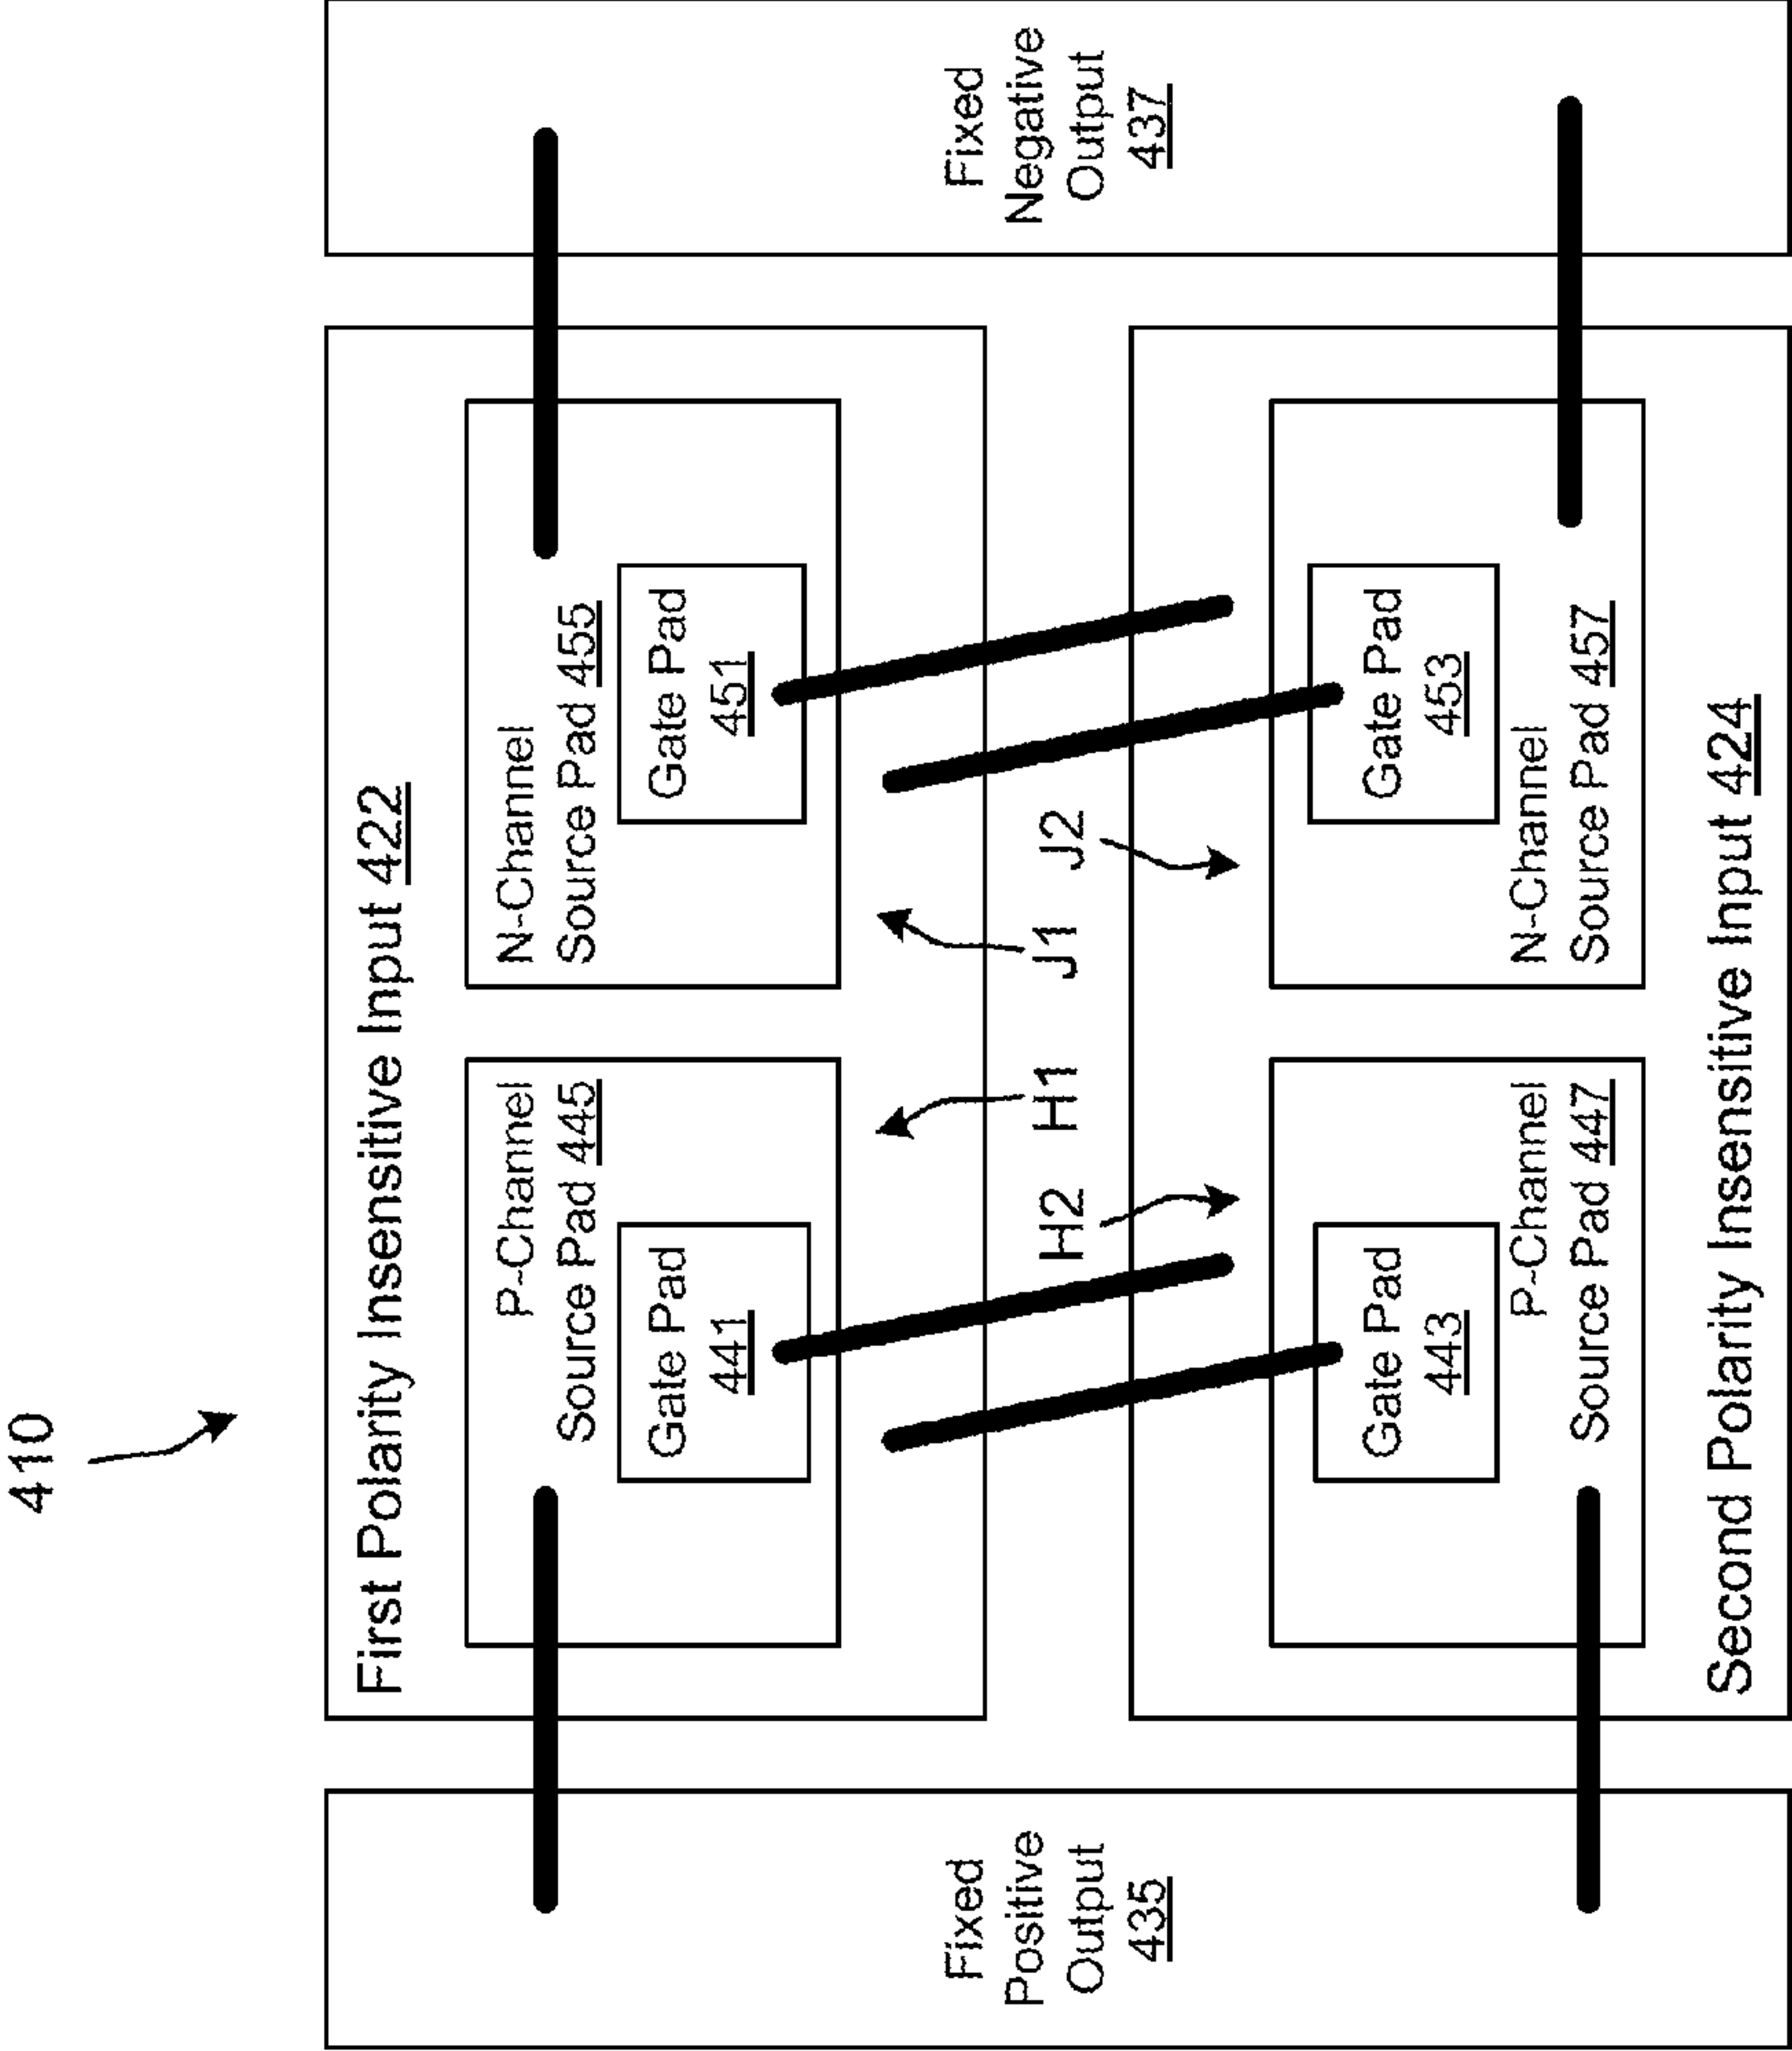 410
First Polarity Insensitive Input 422
P-Channel
Source Pad 445
Gate Pad
441
N-Channel
Source Pad 455
Gate Pad
451
Fixed
Positive
Output
435
H2
H1
J1
J2
Fixed
Negative
Output
437
Gate Pad
443
P-Channel
Source Pad 447
Gate Pad
453
N-Channel
Source Pad 457
Second Polarity Insensitive Input 424